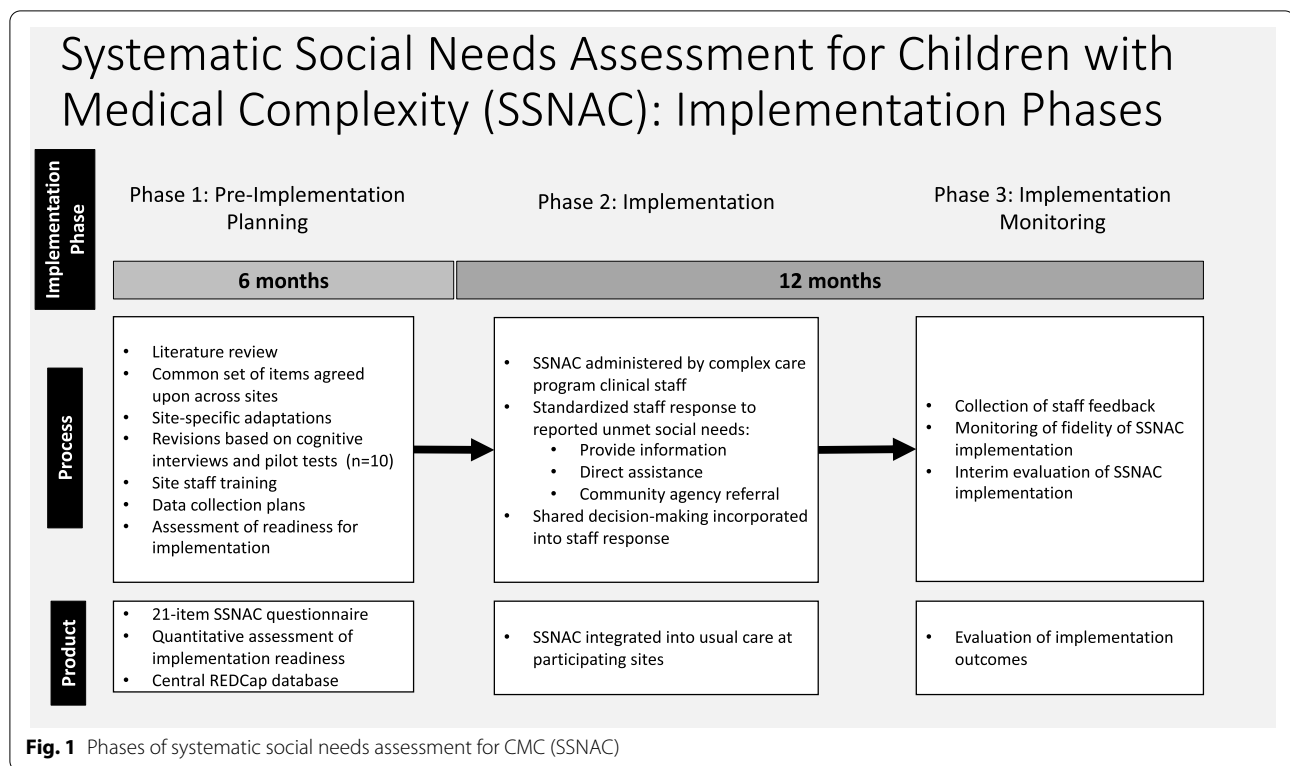 Systematic Social Needs Assessment for Children with
Medical Complexity (SSNAC): Implementation Phases
Implementation
Phase
Phase 1: Pre-Implementation
Planning
Phase 2: Implementation
Phase 3: Implementation
Monitoring
6 months
12 months
Process
• Literature review
• Common set of items agreed
upon across sites
• Site-specific adaptations
• Revisions based on cognitive
interviews and pilot tests (n=10)
• Site staff training
• Data collection plans
• Assessment of readiness for
implementation
• SSNAC administered by complex care
program clinical staff
• Standardized staff response to
reported unmet social needs:
• Provide information
• Direct assistance
• Community agency referral
• Shared decision-making incorporated
into staff response
• Collection of staff feedback
• Monitoring of fidelity of SSNAC
implementation
• Interim evaluation of SSNAC
implementation
Product
• 21-item SSNAC questionnaire
• Quantitative assessment of
implementation readiness
• Central REDCap database
• SSNAC integrated into usual care at
participating sites
• Evaluation of implementation
outcomes
Fig. 1 Phases of systematic social needs assessment for CMC (SSNAC)